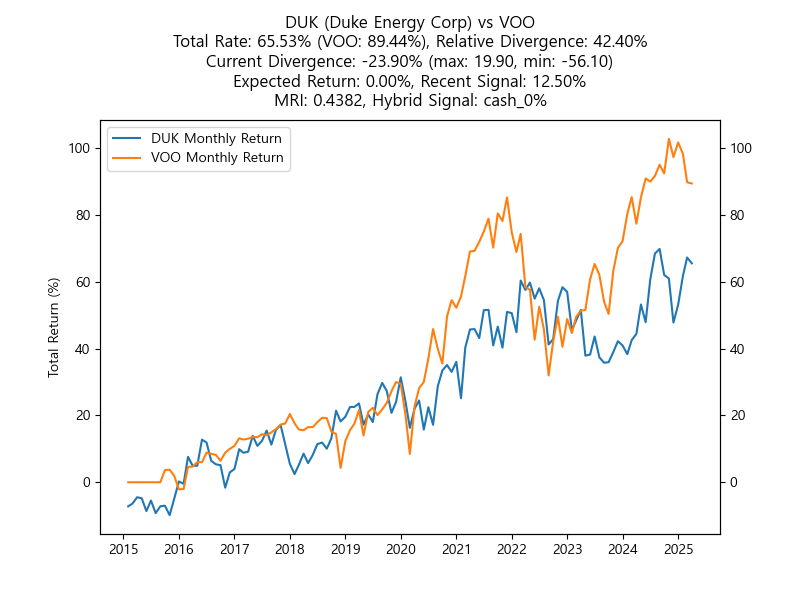 DUK (Duke Energy Corp) vs VOO
Total Rate: 65.53% (VOO: 89.44%), Relative Divergence: 42.40%
Current Divergence: -23.90% (max: 19.90, min: -56.10)
Expected Return: 0.00%, Recent Signal: 12.50%
MRI: 0.4382, Hybrid Signal: cash_0%
DUK Monthly Return
VOO Monthly Return
Total Return (%)
100
80
60
40
20
0
100
80
60
40
20
0
2015 2016 2017 2018 2019 2020 2021 2022 2023 2024 2025